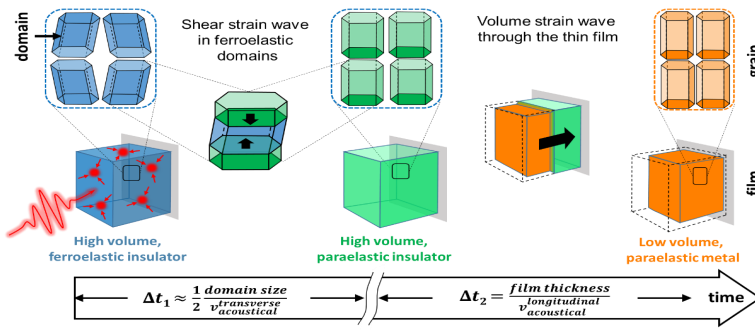 domain
Shear strain wave
in ferroelastic
domains
Volume strain wave
through the thin film
grain
film
High volume,
ferroelastic insulator
High volume,
paraelastic insulator
Low volume,
paraelastic metal
Δt₁ ≈ 1/2 domain size / v_acoustical^transverse
Δt₂ = film thickness / v_acoustical^longitudinal
time